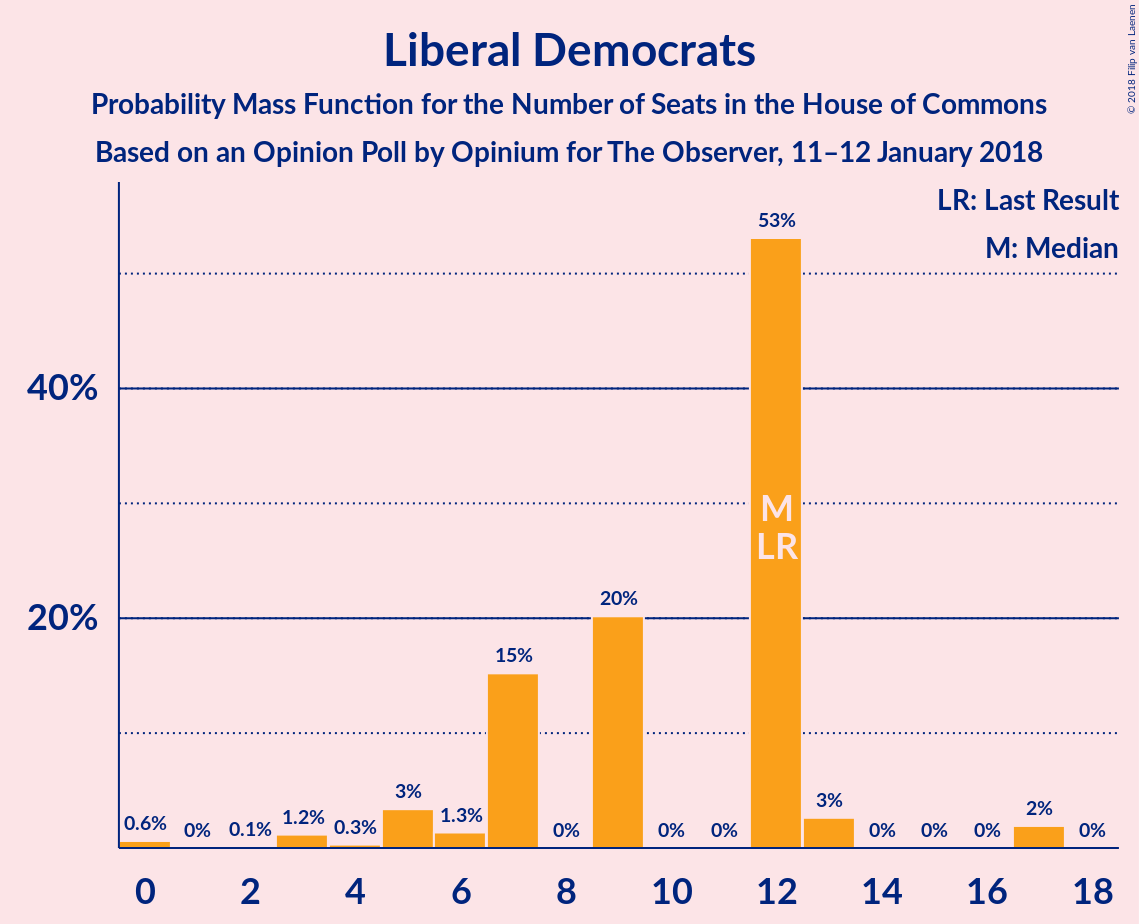 Liberal Democrats
Probability Mass Function for the Number of Seats in the House of Commons
Based on an Opinion Poll by Opinium for The Observer, 11–12 January 2018
© 2018 Filip van Laenen
LR: Last Result
M: Median
40%
20%
0.6%
0%
0.1%
1.2%
0.3%
3%
1.3%
15%
0%
20%
0%
0%
53%
M
LR
3%
0%
0%
0%
2%
0%
0 2 4 6 8 10 12 14 16 18